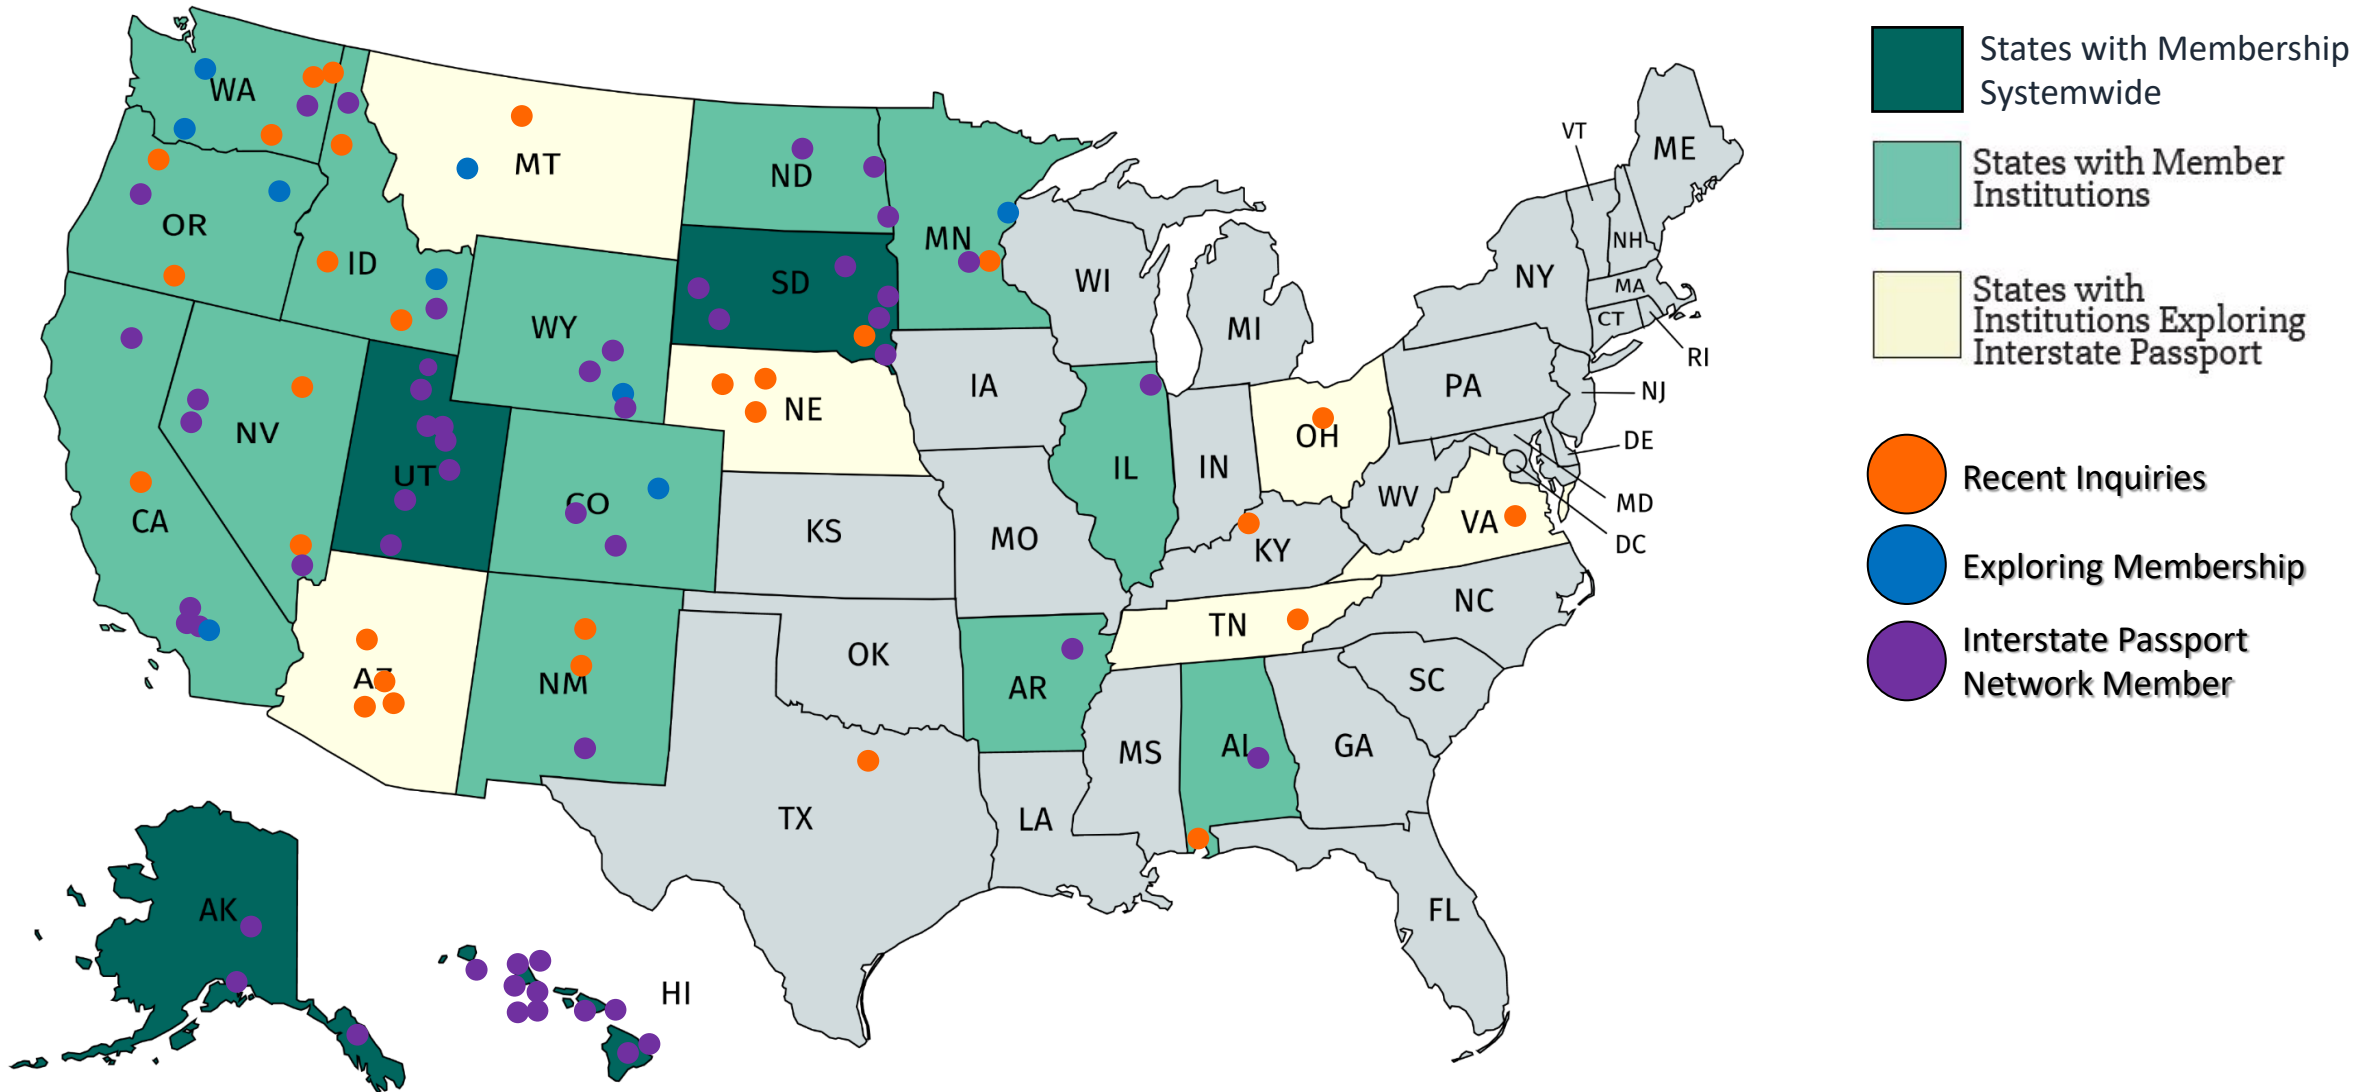 WA
MT
ND
MN
OR
ID
SD
WY
WI
MI
NY
VT
ME
NH
MA
CT
RI
NJ
PA
DE
MD
DC
NV
UT
CO
NE
IA
IL
IN
OH
WV
VA
CA
KS
MO
KY
NC
AZ
NM
OK
AR
TN
SC
TX
LA
MS
AL
GA
FL
AK
HI
States with Membership
Systemwide
States with Member
Institutions
States with
Institutions Exploring
Interstate Passport
Recent Inquiries
Exploring Membership
Interstate Passport
Network Member